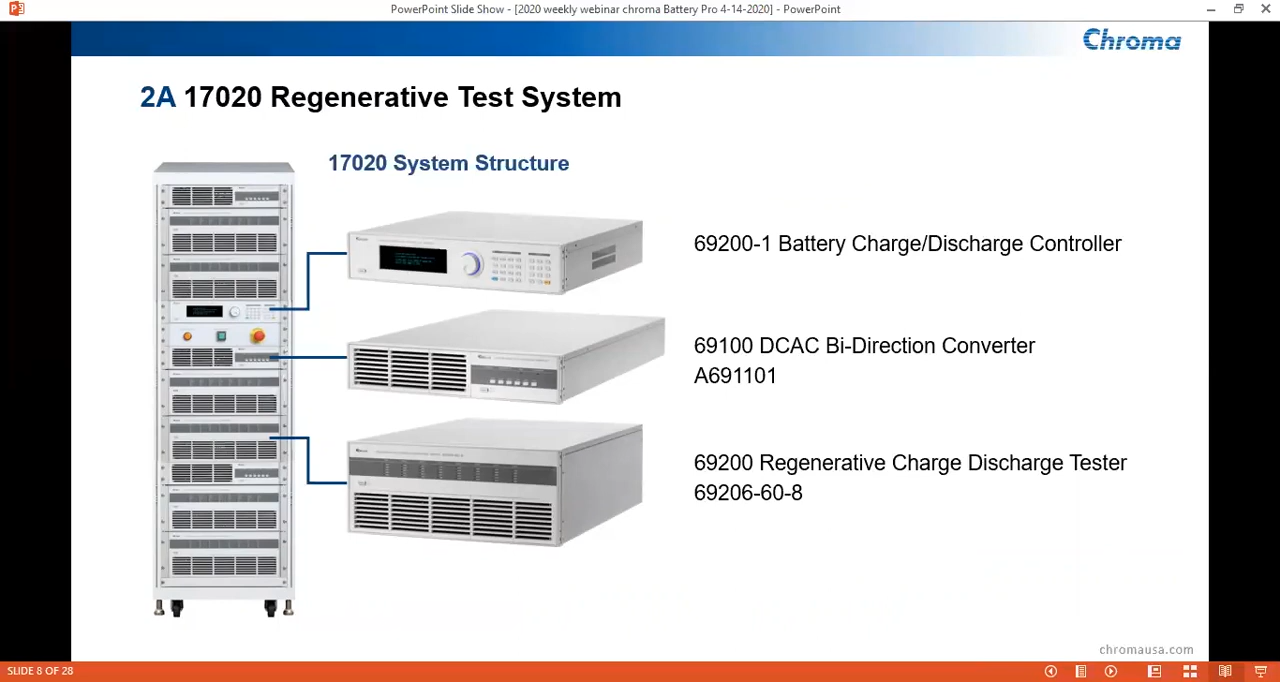 PowerPoint Slide Show - [2020 weekly webinar chroma Battery Pro 4-14-2020] - PowerPoint
Chroma
2A 17020 Regenerative Test System
17020 System Structure
69200-1 Battery Charge/Discharge Controller
69100 DCAC Bi-Direction Converter
A691101
69200 Regenerative Charge Discharge Tester
69206-60-8
chromausa.com
SLIDE 8 OF 28